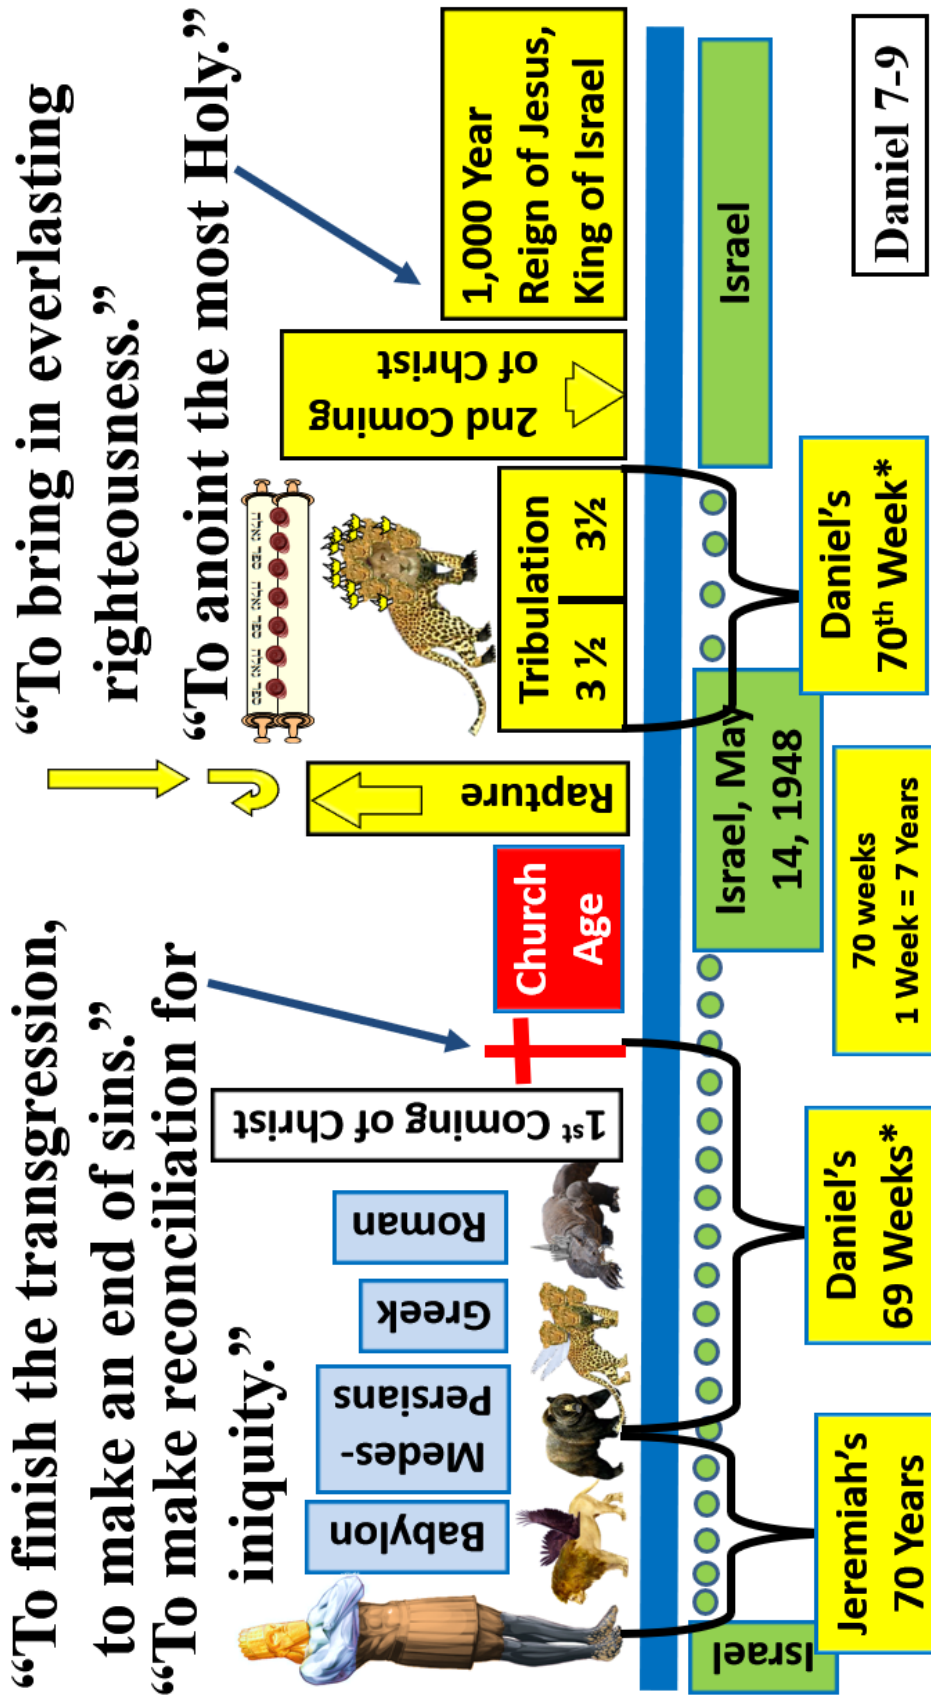 “To finish the transgression,
to make an end of sins.”
“To make reconciliation for
iniquity.”
“To bring in everlasting
righteousness.”
“To anoint the most Holy.”
Babylon
Medes-
Persians
Greek
Roman
1st Coming of Christ
Church
Age
Rapture
Tribulation
3 ½ 3½
2nd Coming
of Christ
1,000 Year
Reign of Jesus,
King of Israel
Israel
Israel, May
14, 1948
Israel
Jeremiah’s
70 Years
Daniel’s
69 Weeks*
70 weeks
1 Week = 7 Years
Daniel’s
70th Week*
Daniel 7-9